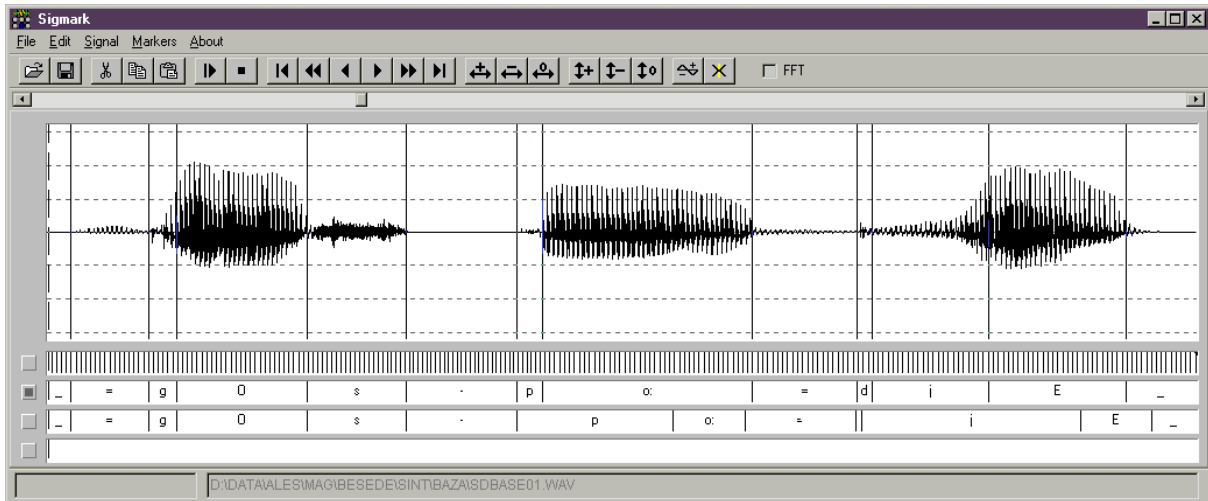 Sigmark
File Edit Signal Markers About
FFT
_ = g O s - p o: = d j E _
_ = g O s - p o: = j E _
D:\DATA\ALES\MAG\BESEDE\SINT\BAZA\SDBASE01.WAV